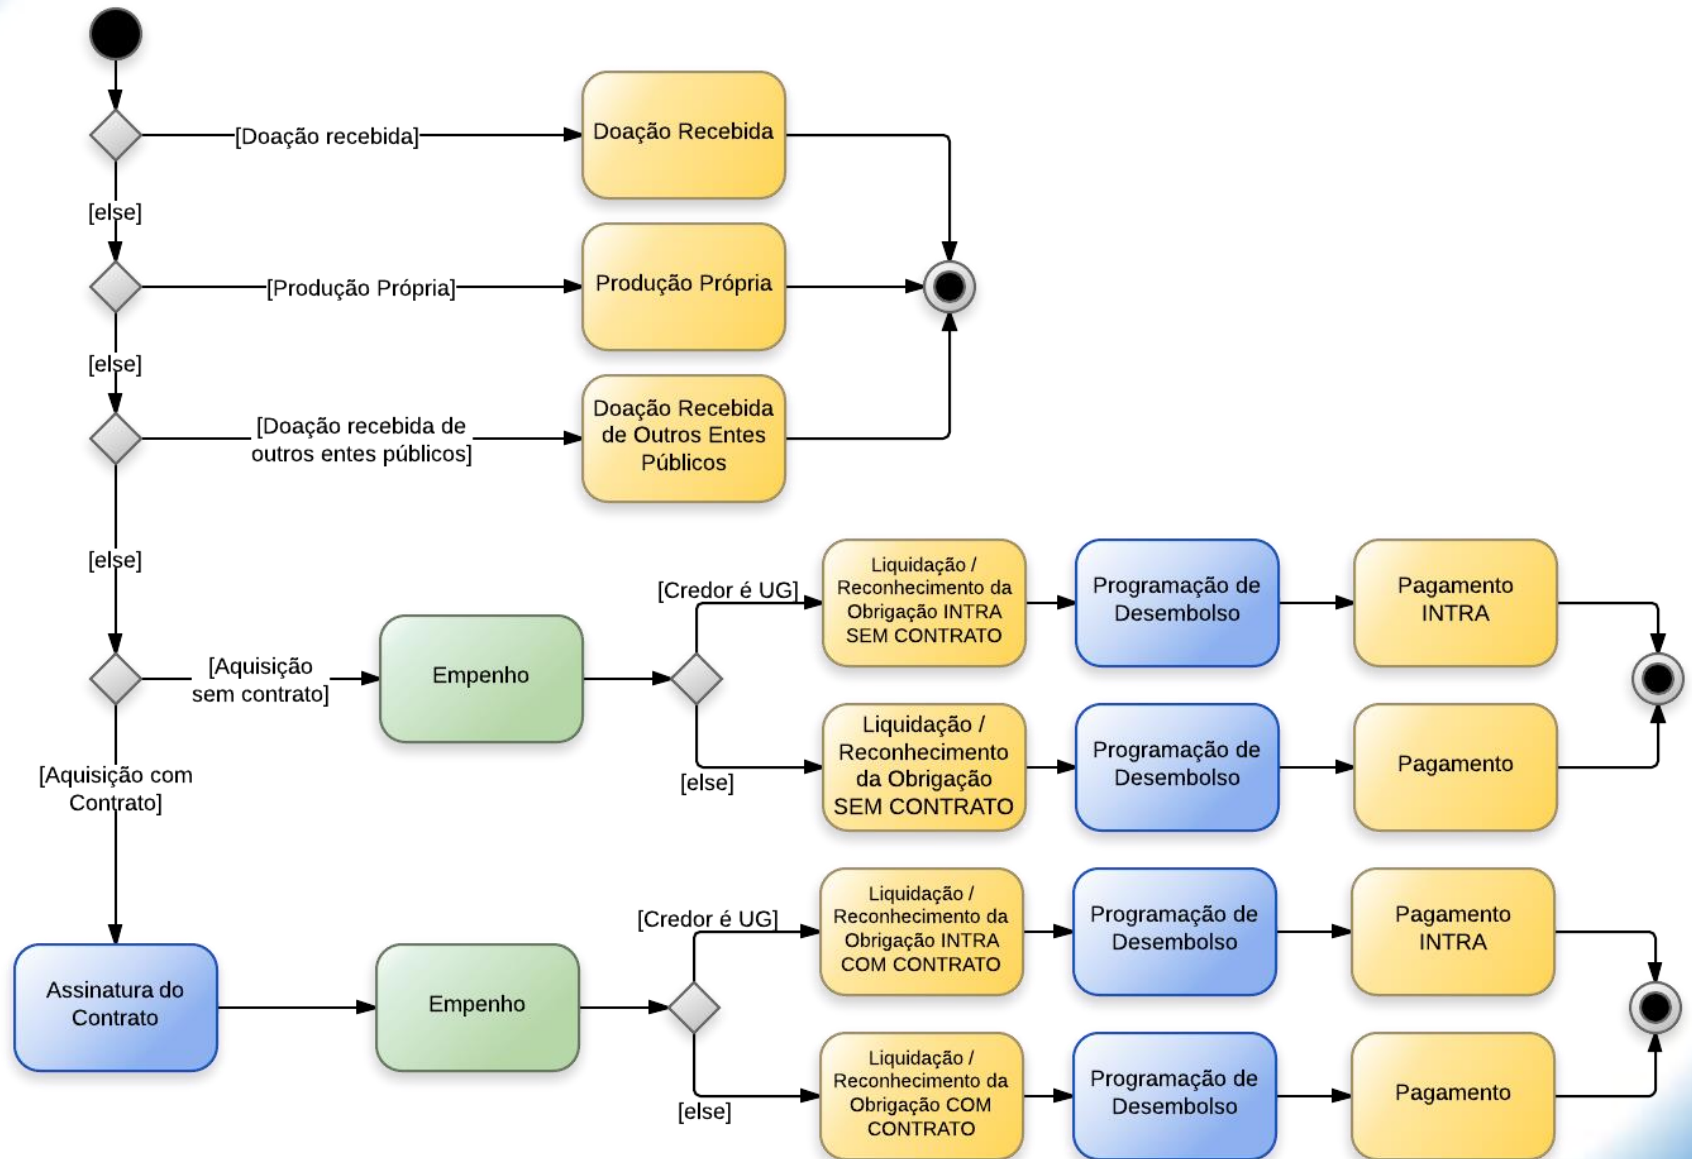 [Doação recebida]
Doação Recebida
[else]
[Produção Própria]
Produção Própria
[else]
[Doação recebida de
outros entes públicos]
Doação Recebida
de Outros Entes
Públicos
[else]
[Credor é UG]
Liquidação /
Reconhecimento da
Obrigação INTRA
SEM CONTRATO
Programação de
Desembolso
Pagamento
INTRA
[Aquisição
sem contrato]
Empenho
[else]
Liquidação /
Reconhecimento
da Obrigação
SEM CONTRATO
Programação de
Desembolso
Pagamento
[Aquisição com
Contrato]
[Credor é UG]
Liquidação /
Reconhecimento da
Obrigação INTRA
COM CONTRATO
Programação de
Desembolso
Pagamento
INTRA
Assinatura do
Contrato
Empenho
[else]
Liquidação /
Reconhecimento da
Obrigação COM
CONTRATO
Programação de
Desembolso
Pagamento